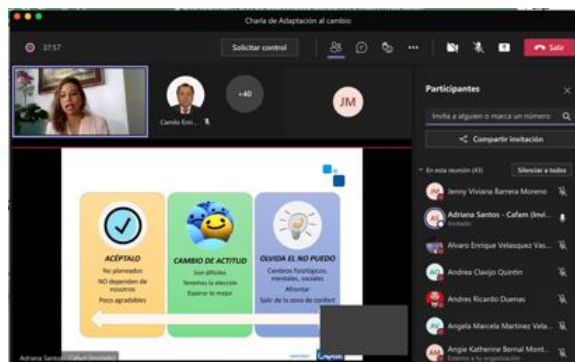 Charla de Adaptación al cambio
37:57
Solicitar control
Salir
Camilo Enri...
+40
JM
Participantes
Invita a alguien o marca un número
Compartir invitación
En esta reunión (43)
Silenciar a todos
JM Jenny Viviana Barrera Moreno
AS Adriana Santos - Cafam (Invi...
Invitado
Alvaro Enrique Velasquez Vas...
AQ Andrea Clavijo Quintin
Andres Ricardo Duenas
Angela Marcela Martinez Vela...
AM Angie Katherine Bernal Mont...
Externo a tu organización
ACÉPTALO
No planeados
NO dependen de
nosotros
Poco agradables
CAMBIO DE ACTITUD
Son difíciles
Tenemos la elección
Esperar lo mejor
OLVIDA EL NO PUEDO
Cambios fisiológicos,
mentales, sociales
Afrontar
Salir de la zona de confort
Adriana Santos - Cafam (Invitado)